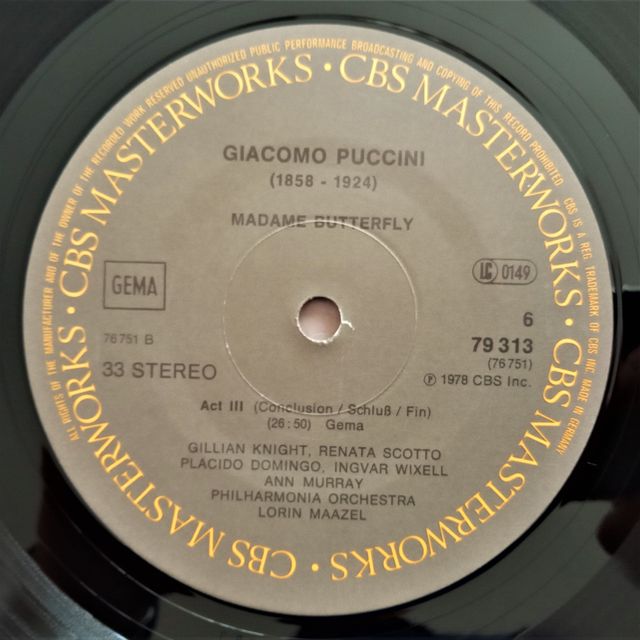 ALL RIGHTS OF THE MANUFACTURER AND OF THE OWNER OF THE RECORDED WORK RESERVED UNAUTHORIZED PUBLIC PERFORMANCE BROADCASTING AND COPYING OF THIS RECORD PROHIBITED
CBS IS A REG TRADEMARK OF CBS INC MADE IN GERMANY
CBS MASTERWORKS · CBS MASTERWORKS · CBS MASTERWORKS · CBS MASTERWORKS ·
GIACOMO PUCCINI
(1858 - 1924)
MADAME BUTTERFLY
GEMA
LC 0149
76751 B
33 STEREO
6
79 313
(76751)
℗ 1978 CBS Inc.
Act III (Conclusion / Schluß / Fin)
(26:50) Gema
GILLIAN KNIGHT, RENATA SCOTTO
PLACIDO DOMINGO, INGVAR WIXELL
ANN MURRAY
PHILHARMONIA ORCHESTRA
LORIN MAAZEL